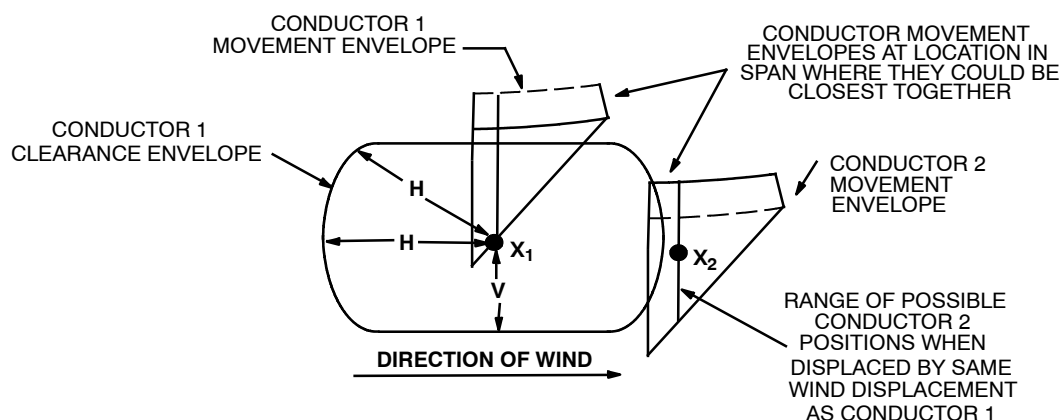 CONDUCTOR 1
MOVEMENT ENVELOPE
CONDUCTOR MOVEMENT
ENVELOPES AT LOCATION IN
SPAN WHERE THEY COULD BE
CLOSEST TOGETHER
CONDUCTOR 1
CLEARANCE ENVELOPE
CONDUCTOR 2
MOVEMENT
ENVELOPE
H
H
X₁
V
X₂
RANGE OF POSSIBLE
CONDUCTOR 2
POSITIONS WHEN
DISPLACED BY SAME
WIND DISPLACEMENT
AS CONDUCTOR 1
DIRECTION OF WIND